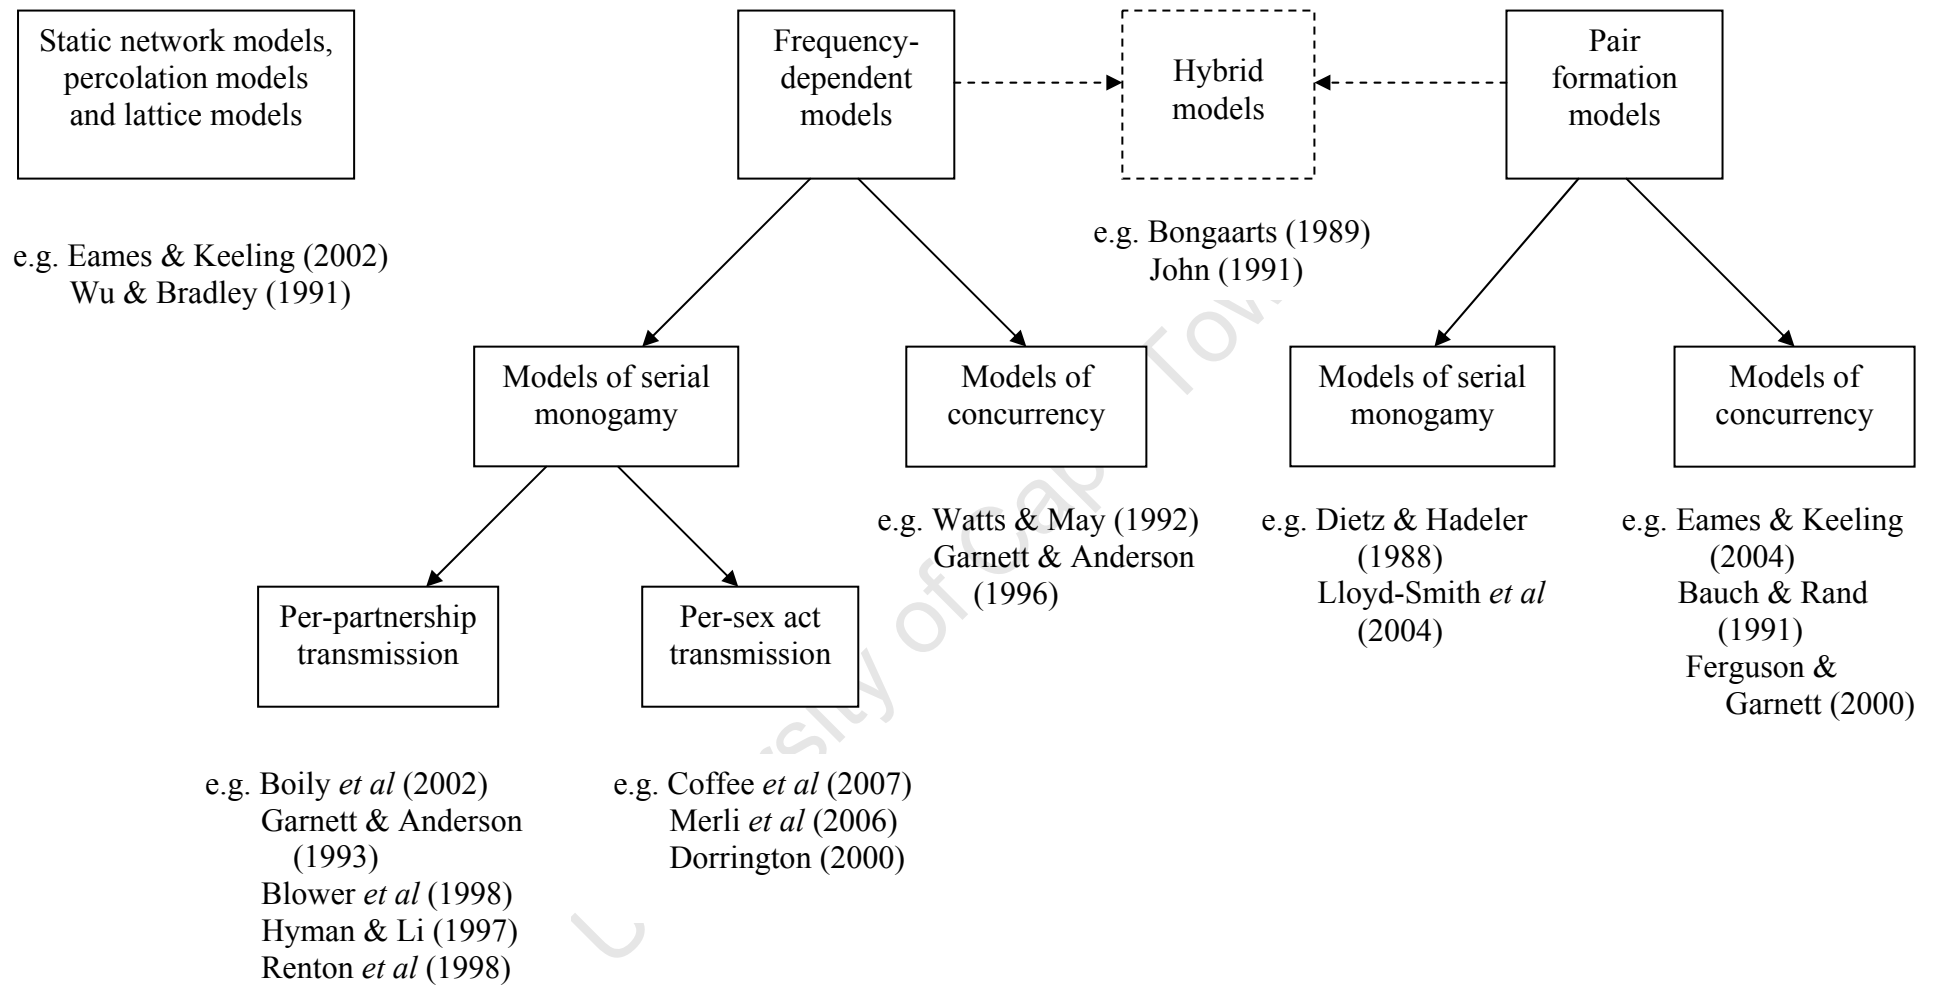 Static network models,
percolation models
and lattice models
Frequency-
dependent
models
Hybrid
models
Pair
formation
models
e.g. Eames & Keeling (2002)
Wu & Bradley (1991)
e.g. Bongaarts (1989)
John (1991)
Models of serial
monogamy
Models of
concurrency
Models of serial
monogamy
Models of
concurrency
e.g. Watts & May (1992)
Garnett & Anderson
(1996)
e.g. Dietz & Hadeler
(1988)
Lloyd-Smith et al
(2004)
e.g. Eames & Keeling
(2004)
Bauch & Rand
(1991)
Ferguson &
Garnett (2000)
Per-partnership
transmission
Per-sex act
transmission
e.g. Boily et al (2002)
Garnett & Anderson
(1993)
Blower et al (1998)
Hyman & Li (1997)
Renton et al (1998)
e.g. Coffee et al (2007)
Merli et al (2006)
Dorrington (2000)